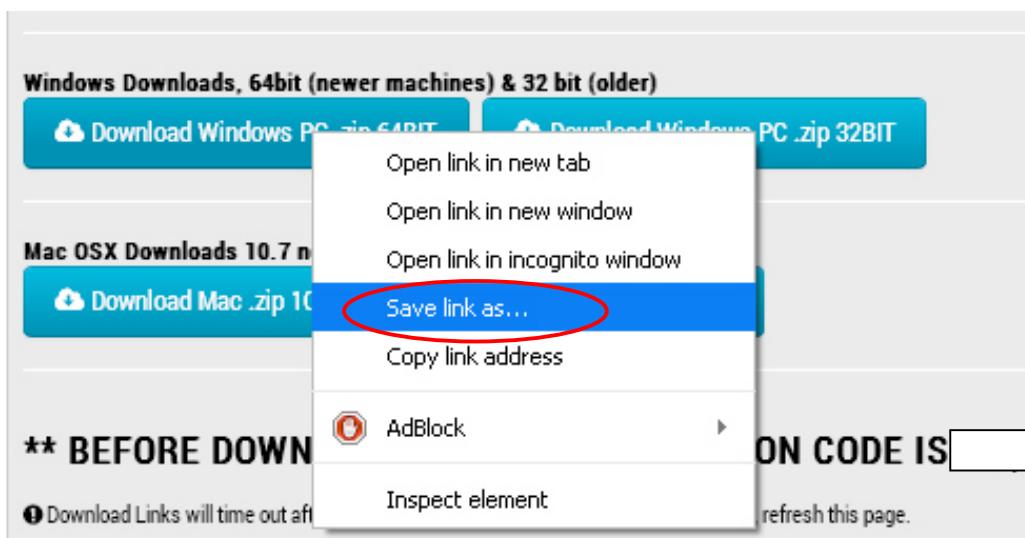 Windows Downloads, 64bit (newer machines) & 32 bit (older)
Download Windows PC .zip 64BIT
Download Windows PC .zip 32BIT
Open link in new tab
Open link in new window
Mac OSX Downloads 10.7
Open link in incognito window
Download Mac .zip
Save link as...
Copy link address
AdBlock
** BEFORE
ON CODE IS
Inspect element
Download Links will time out
, refresh this page.